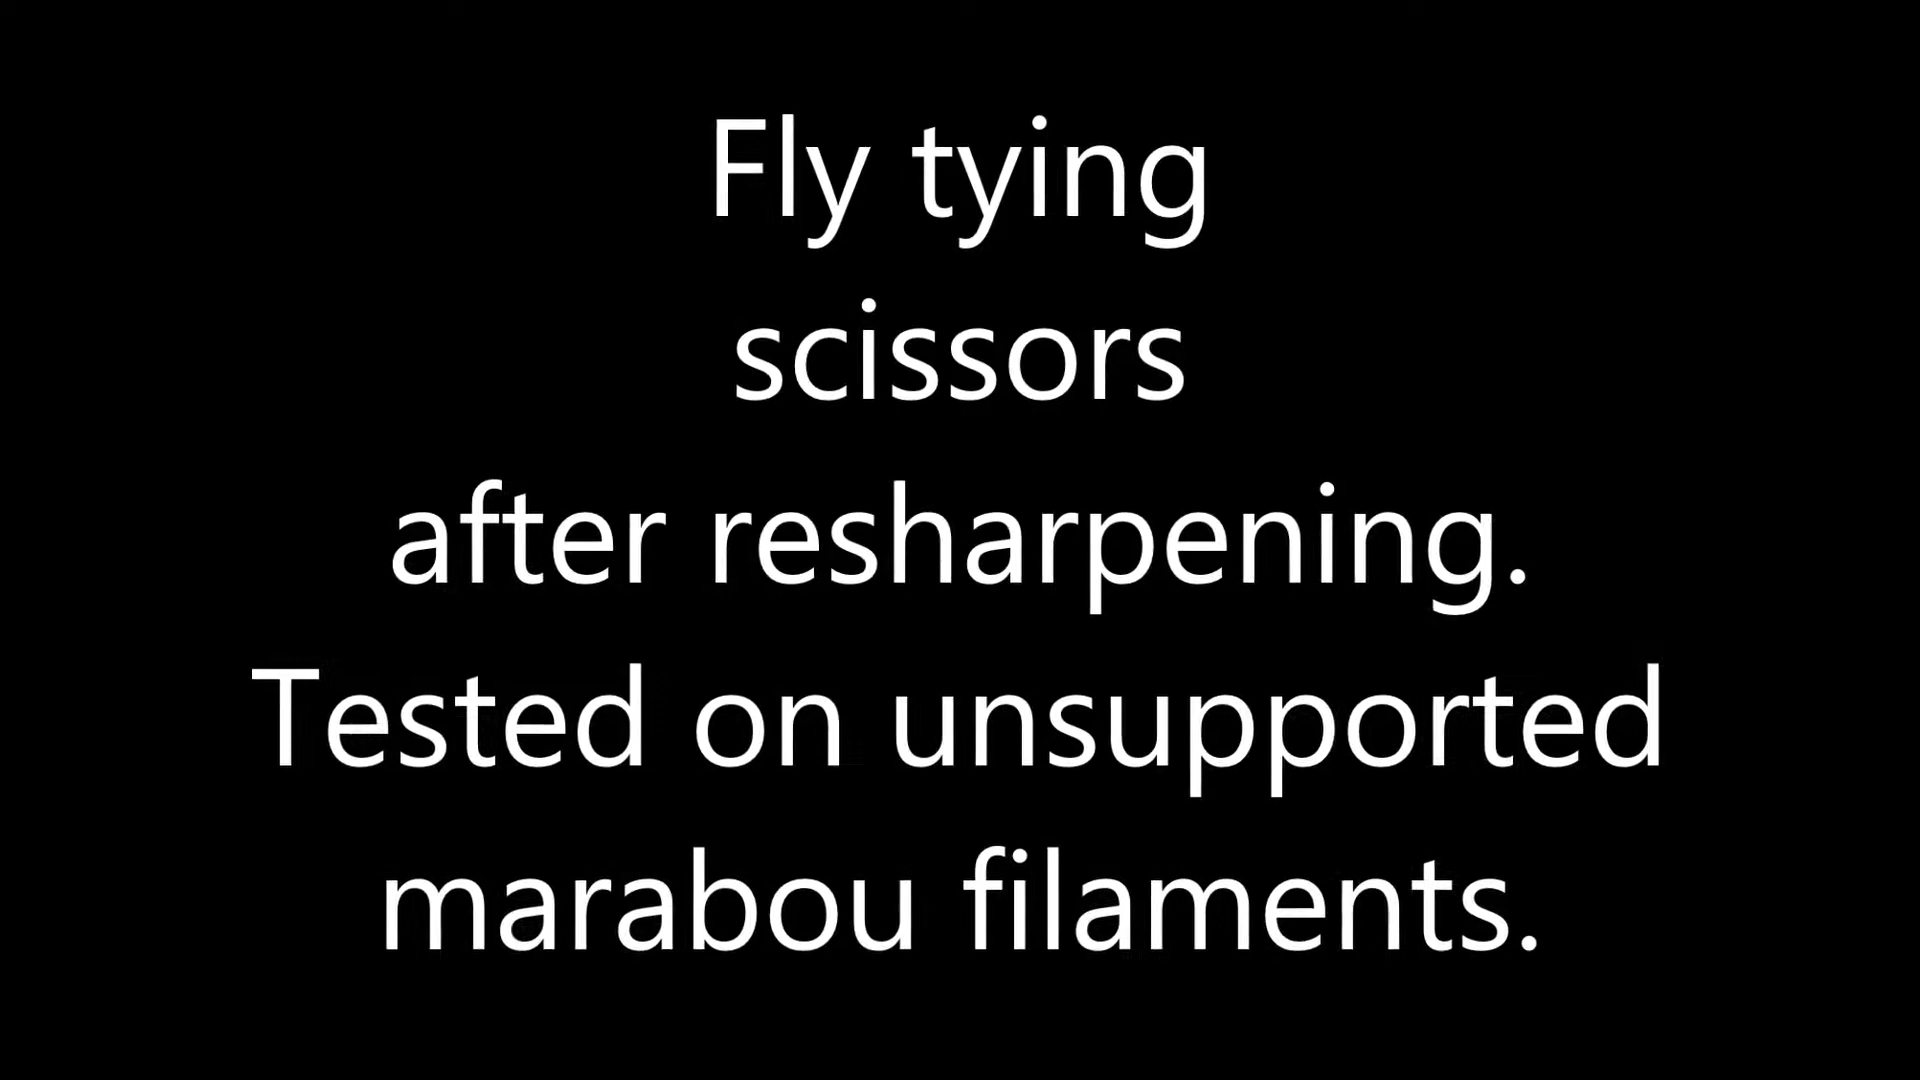 Fly tying
scissors
after resharpening.
Tested on unsupported
marabou filaments.